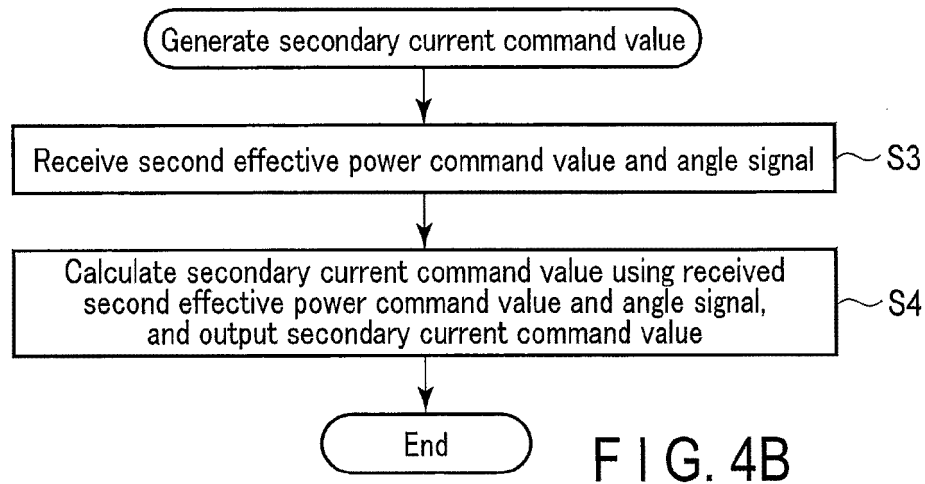 Generate secondary current command value
Receive second effective power command value and angle signal
S3
Calculate secondary current command value using received
second effective power command value and angle signal,
and output secondary current command value
S4
End
FIG. 4B